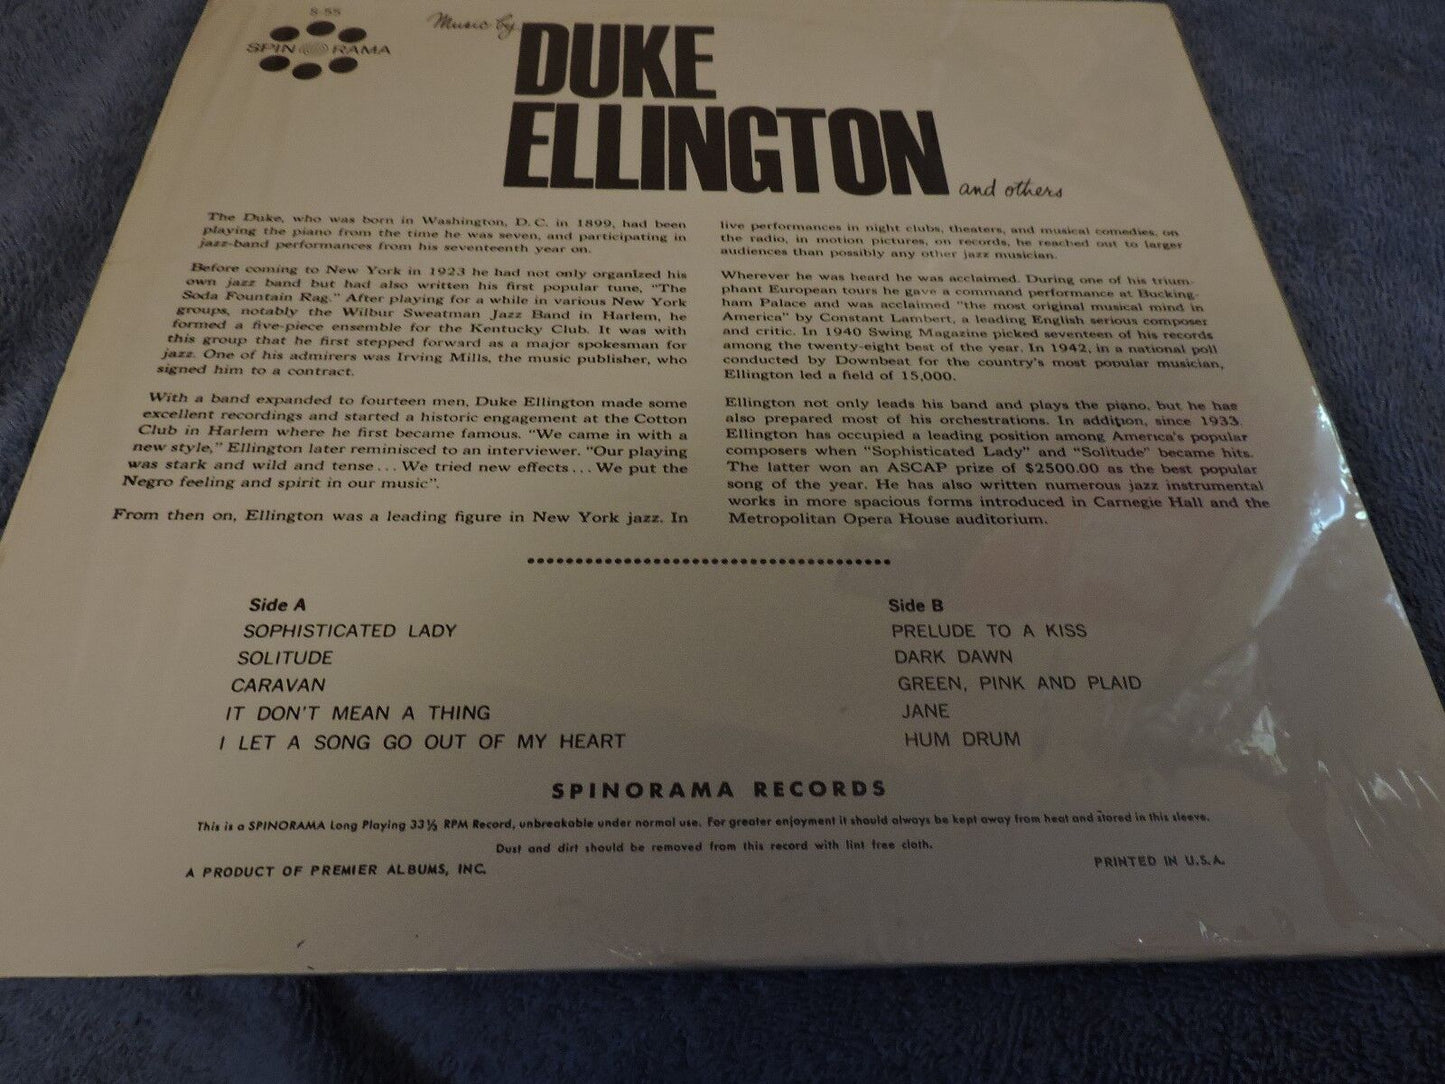 S-55
SPINORAMA
Music by
DUKE
ELLINGTON
and others
The Duke, who was born in Washington, D.C. in 1899, had been
playing the piano from the time he was seven, and participating in
jazz-band performances from his seventeenth year on.
Before coming to New York in 1923 he had not only organized his
own jazz band but had also written his first popular tune, "The
Soda Fountain Rag." After playing for a while in various New York
groups, notably the Wilbur Sweatman Jazz Band in Harlem, he
formed a five-piece ensemble for the Kentucky Club. It was with
this group that he first stepped forward as a major spokesman for
jazz. One of his admirers was Irving Mills, the music publisher, who
signed him to a contract.
With a band expanded to fourteen men, Duke Ellington made some
excellent recordings and started a historic engagement at the Cotton
Club in Harlem where he first became famous. "We came in with a
new style," Ellington later reminisced to an interviewer. "Our playing
was stark and wild and tense... We tried new effects... We put the
Negro feeling and spirit in our music".
From then on, Ellington was a leading figure in New York jazz. In
live performances in night clubs, theaters, and musical comedies, on
the radio, in motion pictures, on records, he reached out to larger
audiences than possibly any other jazz musician.
Wherever he was heard he was acclaimed. During one of his trium-
phant European tours he gave a command performance at Bucking-
ham Palace and was acclaimed "the most original musical mind in
America" by Constant Lambert, a leading English serious composer
and critic. In 1940 Swing Magazine picked seventeen of his records
among the twenty-eight best of the year. In 1942, in a national poll
conducted by Downbeat for the country's most popular musician,
Ellington led a field of 15,000.
Ellington not only leads his band and plays the piano, but he has
also prepared most of his orchestrations. In addition, since 1933,
Ellington has occupied a leading position among America's popular
composers when "Sophisticated Lady" and "Solitude" became hits.
The latter won an ASCAP prize of $2500.00 as the best popular
song of the year. He has also written numerous jazz instrumental
works in more spacious forms introduced in Carnegie Hall and the
Metropolitan Opera House auditorium.
Side A
SOPHISTICATED LADY
SOLITUDE
CARAVAN
IT DON'T MEAN A THING
I LET A SONG GO OUT OF MY HEART
Side B
PRELUDE TO A KISS
DARK DAWN
GREEN, PINK AND PLAID
JANE
HUM DRUM
SPINORAMA RECORDS
This is a SPINORAMA Long Playing 33⅓ RPM Record, unbreakable under normal use. For greater enjoyment it should always be kept away from heat and stored in this sleeve.
Dust and dirt should be removed from this record with lint free cloth.
A PRODUCT OF PREMIER ALBUMS, INC.
PRINTED IN U.S.A.